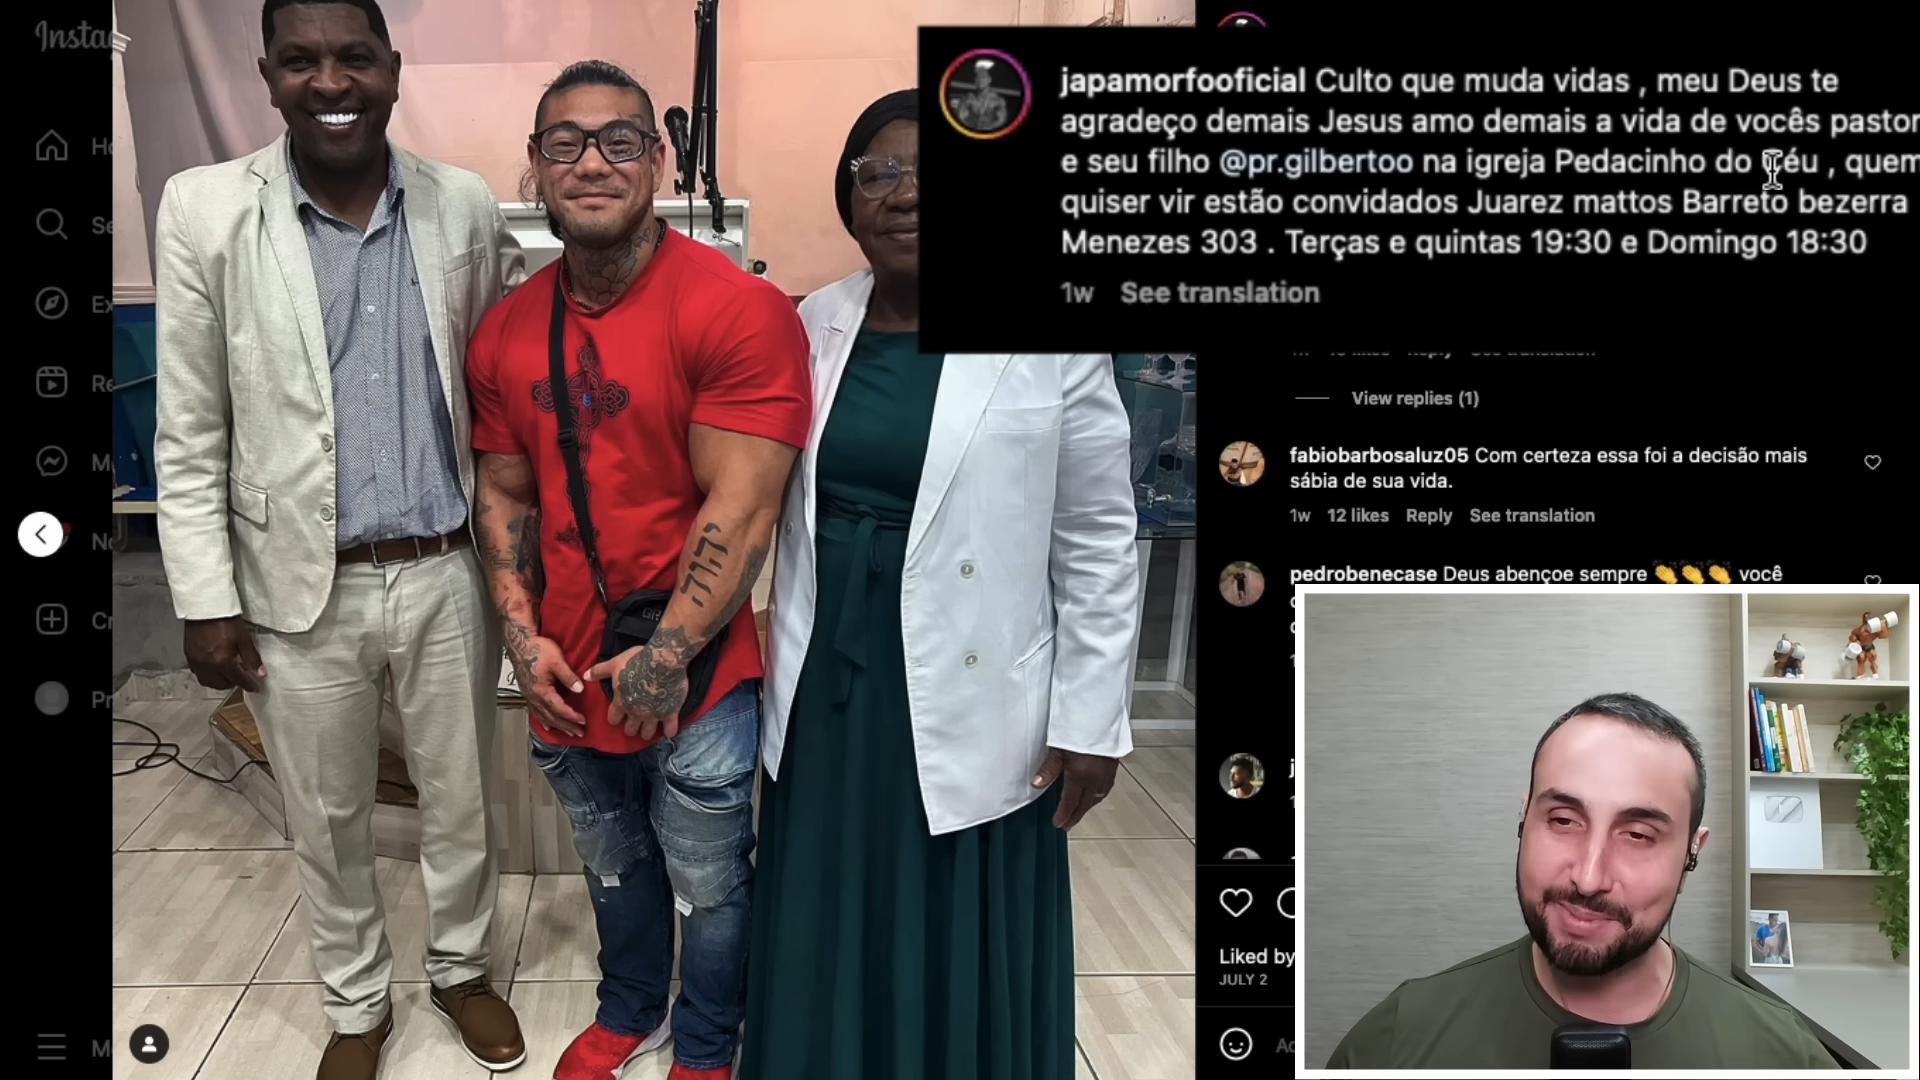 Insta
japamorfooficial Culto que muda vidas , meu Deus te
agradeço demais Jesus amo demais a vida de vocês pastor
e seu filho @pr.gilbertoo na igreja Pedacinho do Céu , quem
quiser vir estão convidados Juarez mattos Barreto bezerra
Menezes 303 . Terças e quintas 19:30 e Domingo 18:30
1w See translation
View replies (1)
fabiobarbosaluz05 Com certeza essa foi a decisão mais
sábia de sua vida.
1w 12 likes Reply See translation
pedrobenecase Deus abençoe sempre 👏👏👏 você
יהוה
Liked by
JULY 2